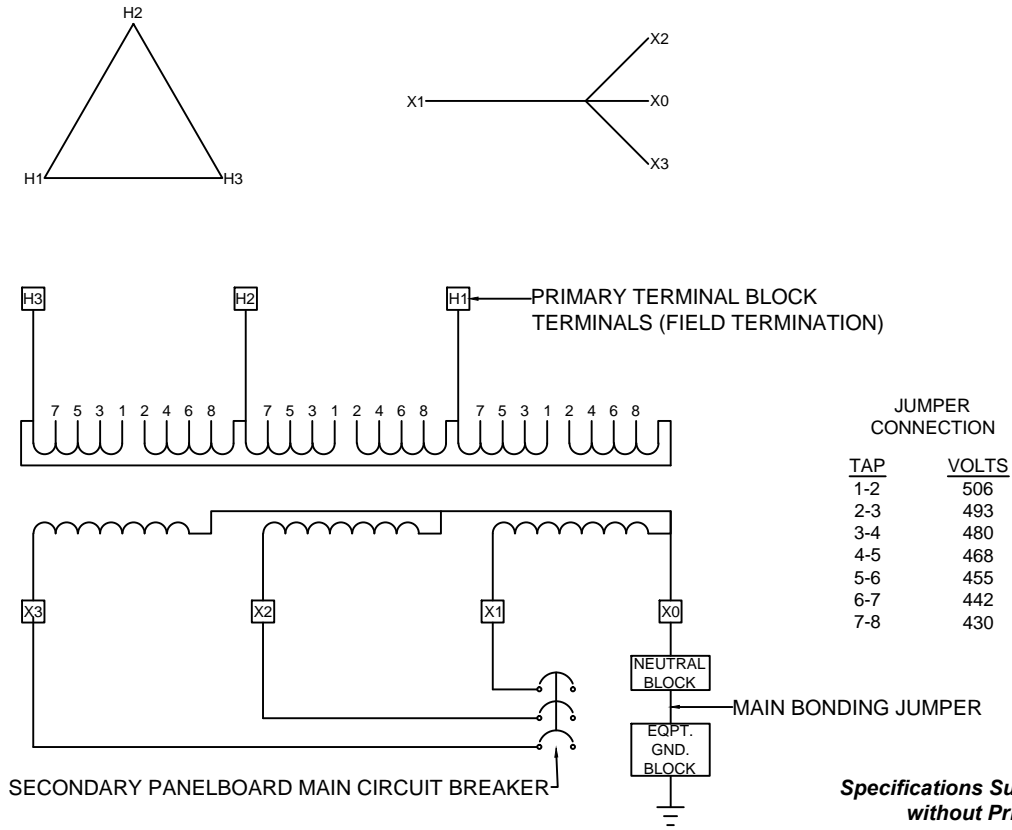 H2
H1
H3
X1
X2
X0
X3
H3
H2
H1
PRIMARY TERMINAL BLOCK
TERMINALS (FIELD TERMINATION)
7 5 3 1 2 4 6 8 7 5 3 1 2 4 6 8 7 5 3 1 2 4 6 8
JUMPER
CONNECTION
TAP VOLTS
1-2 506
2-3 493
3-4 480
4-5 468
5-6 455
6-7 442
7-8 430
X3
X2
X1
X0
NEUTRAL
BLOCK
MAIN BONDING JUMPER
EQPT.
GND.
BLOCK
SECONDARY PANELBOARD MAIN CIRCUIT BREAKER
Specifications Su
without Pri